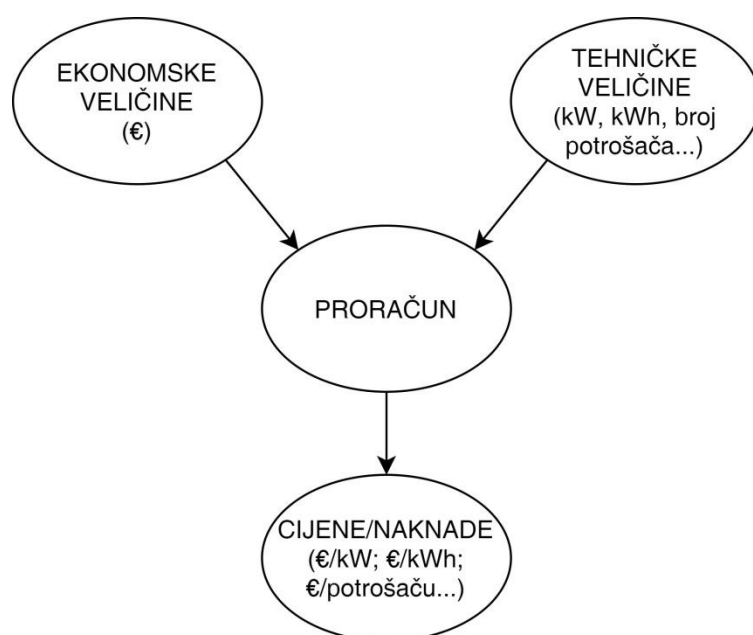 EKONOMSKE
VELIČINE
(€)
TEHNIČKE
VELIČINE
(kW, kWh, broj
potrošača...)
PRORAČUN
CIJENE/NAKNADE
(€/kW; €/kWh;
€/potrošaču...)